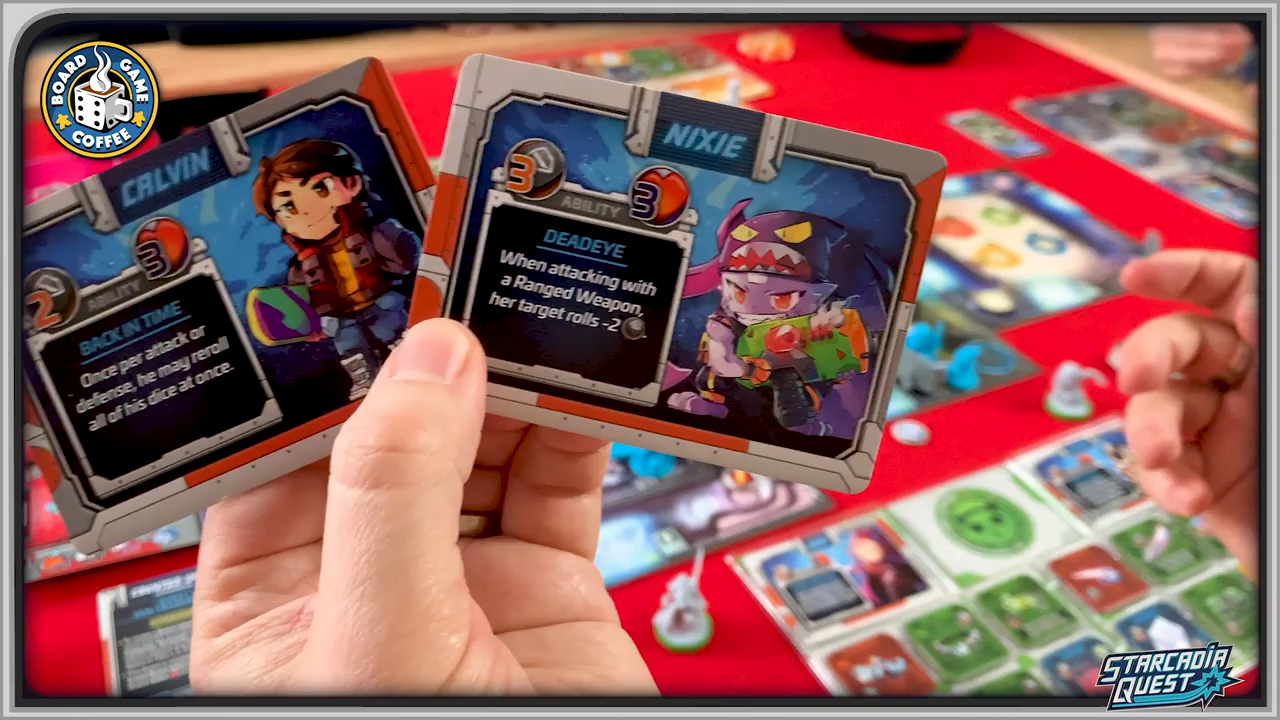 BOARD GAME
COFFEE
CALVIN
2
3
ABILITY
BACK IN TIME
Once per attack or
defense, he may reroll
all of his dice at once.
NIXIE
3
3
ABILITY
DEADEYE
When attacking with
a Ranged Weapon,
her target rolls -2
.
STARCADIA
QUEST